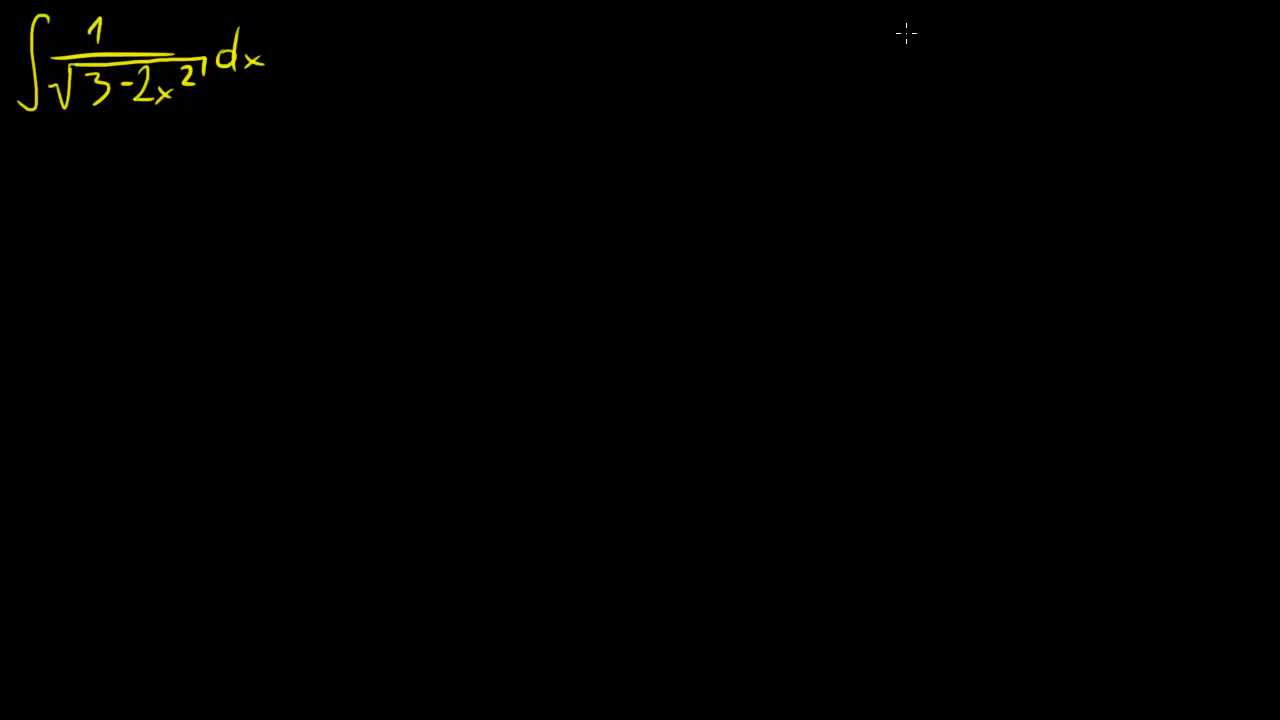 ∫ 1/√(3-2x²) dx